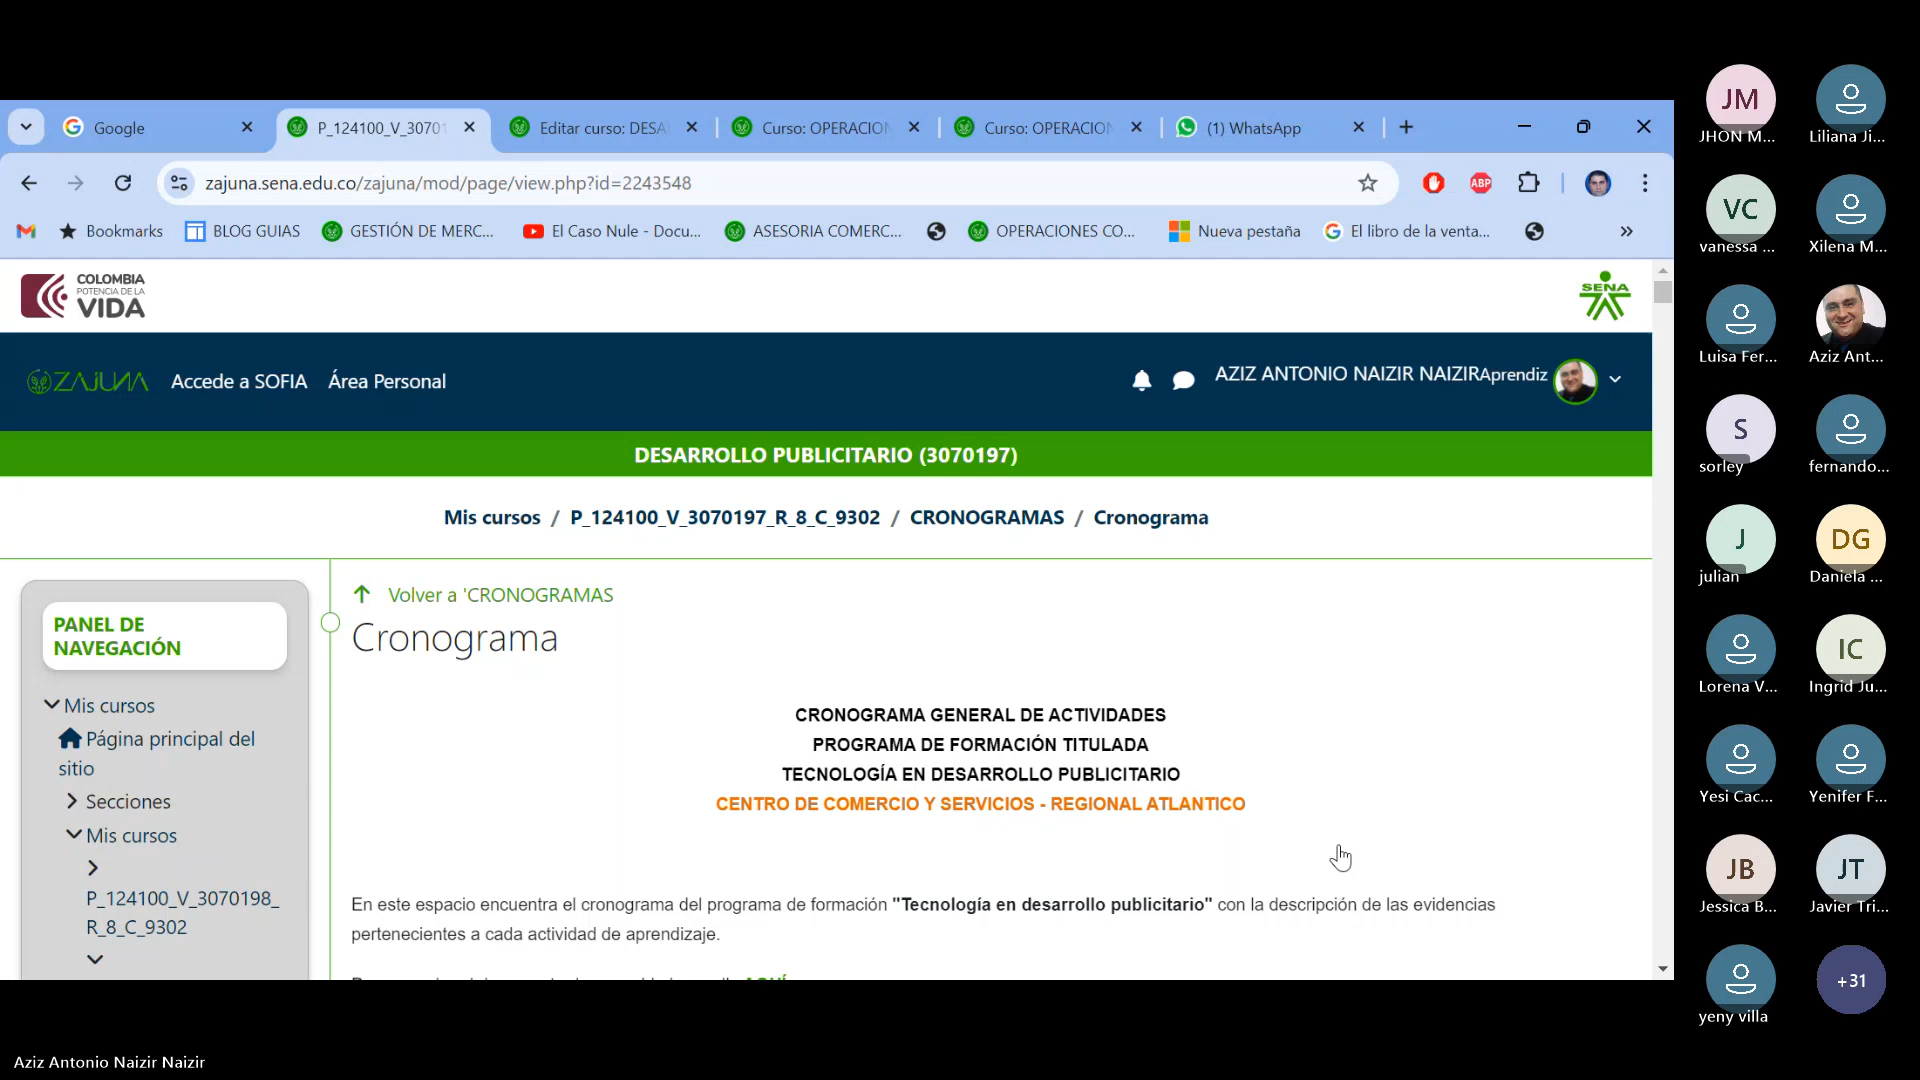 Google
P_124100_V_3070
Editar curso: DESA
Curso: OPERACION
Curso: OPERACION
(1) WhatsApp
zajuna.sena.edu.co/zajuna/mod/page/view.php?id=2243548
ABP
Bookmarks
BLOG GUIAS
GESTIÓN DE MERC...
El Caso Nule - Docu...
ASESORIA COMERC...
OPERACIONES CO...
Nueva pestaña
El libro de la venta...
COLOMBIA
POTENCIA DE LA
VIDA
SENA
ZAJUNA
Accede a SOFIA
Área Personal
AZIZ ANTONIO NAIZIR NAIZIRAprendiz
DESARROLLO PUBLICITARIO (3070197)
Mis cursos / P_124100_V_3070197_R_8_C_9302 / CRONOGRAMAS / Cronograma
PANEL DE
NAVEGACIÓN
Mis cursos
Página principal del
sitio
Secciones
Mis cursos
P_124100_V_3070198_
R_8_C_9302
Volver a 'CRONOGRAMAS
Cronograma
CRONOGRAMA GENERAL DE ACTIVIDADES
PROGRAMA DE FORMACIÓN TITULADA
TECNOLOGÍA EN DESARROLLO PUBLICITARIO
CENTRO DE COMERCIO Y SERVICIOS - REGIONAL ATLANTICO
En este espacio encuentra el cronograma del programa de formación "Tecnología en desarrollo publicitario" con la descripción de las evidencias
pertenecientes a cada actividad de aprendizaje.
AQUÍ
JM
JHON M...
Liliana Ji...
VC
vanessa ...
Xilena M...
Luisa Fer...
Aziz Ant...
S
sorley
fernando...
J
julian
DG
Daniela ...
Lorena V...
IC
Ingrid Ju...
Yesi Cac...
Yenifer F...
JB
Jessica B...
JT
Javier Tri...
yeny villa
+31
Aziz Antonio Naizir Naizir